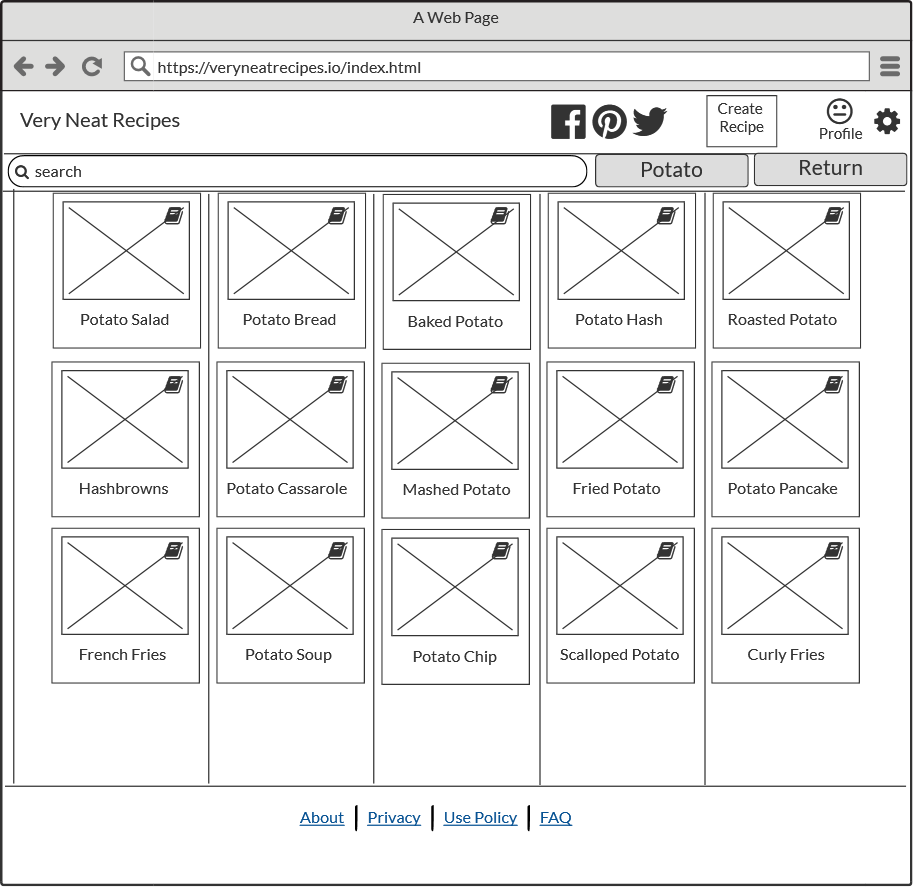 A Web Page
https://veryneatrecipes.io/index.html
Very Neat Recipes
Create
Recipe
Profile
search
Potato
Return
Potato Salad
Potato Bread
Baked Potato
Potato Hash
Roasted Potato
Hashbrowns
Potato Cassarole
Mashed Potato
Fried Potato
Potato Pancake
French Fries
Potato Soup
Potato Chip
Scalloped Potato
Curly Fries
About | Privacy | Use Policy | FAQ